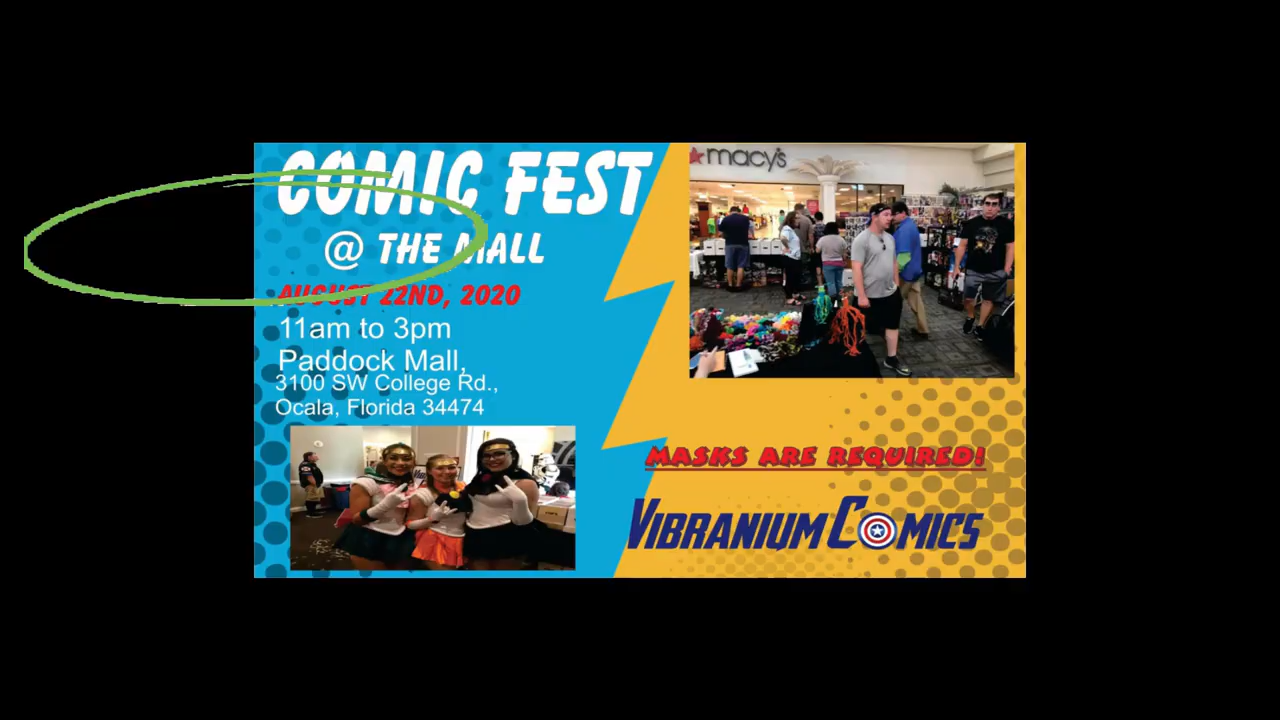 COMIC FEST
@ THE MALL
AUGUST 22ND, 2020
11am to 3pm
Paddock Mall,
3100 SW College Rd.,
Ocala, Florida 34474
macy's
MASKS ARE REQUIRED!
VIBRANIUM COMICS